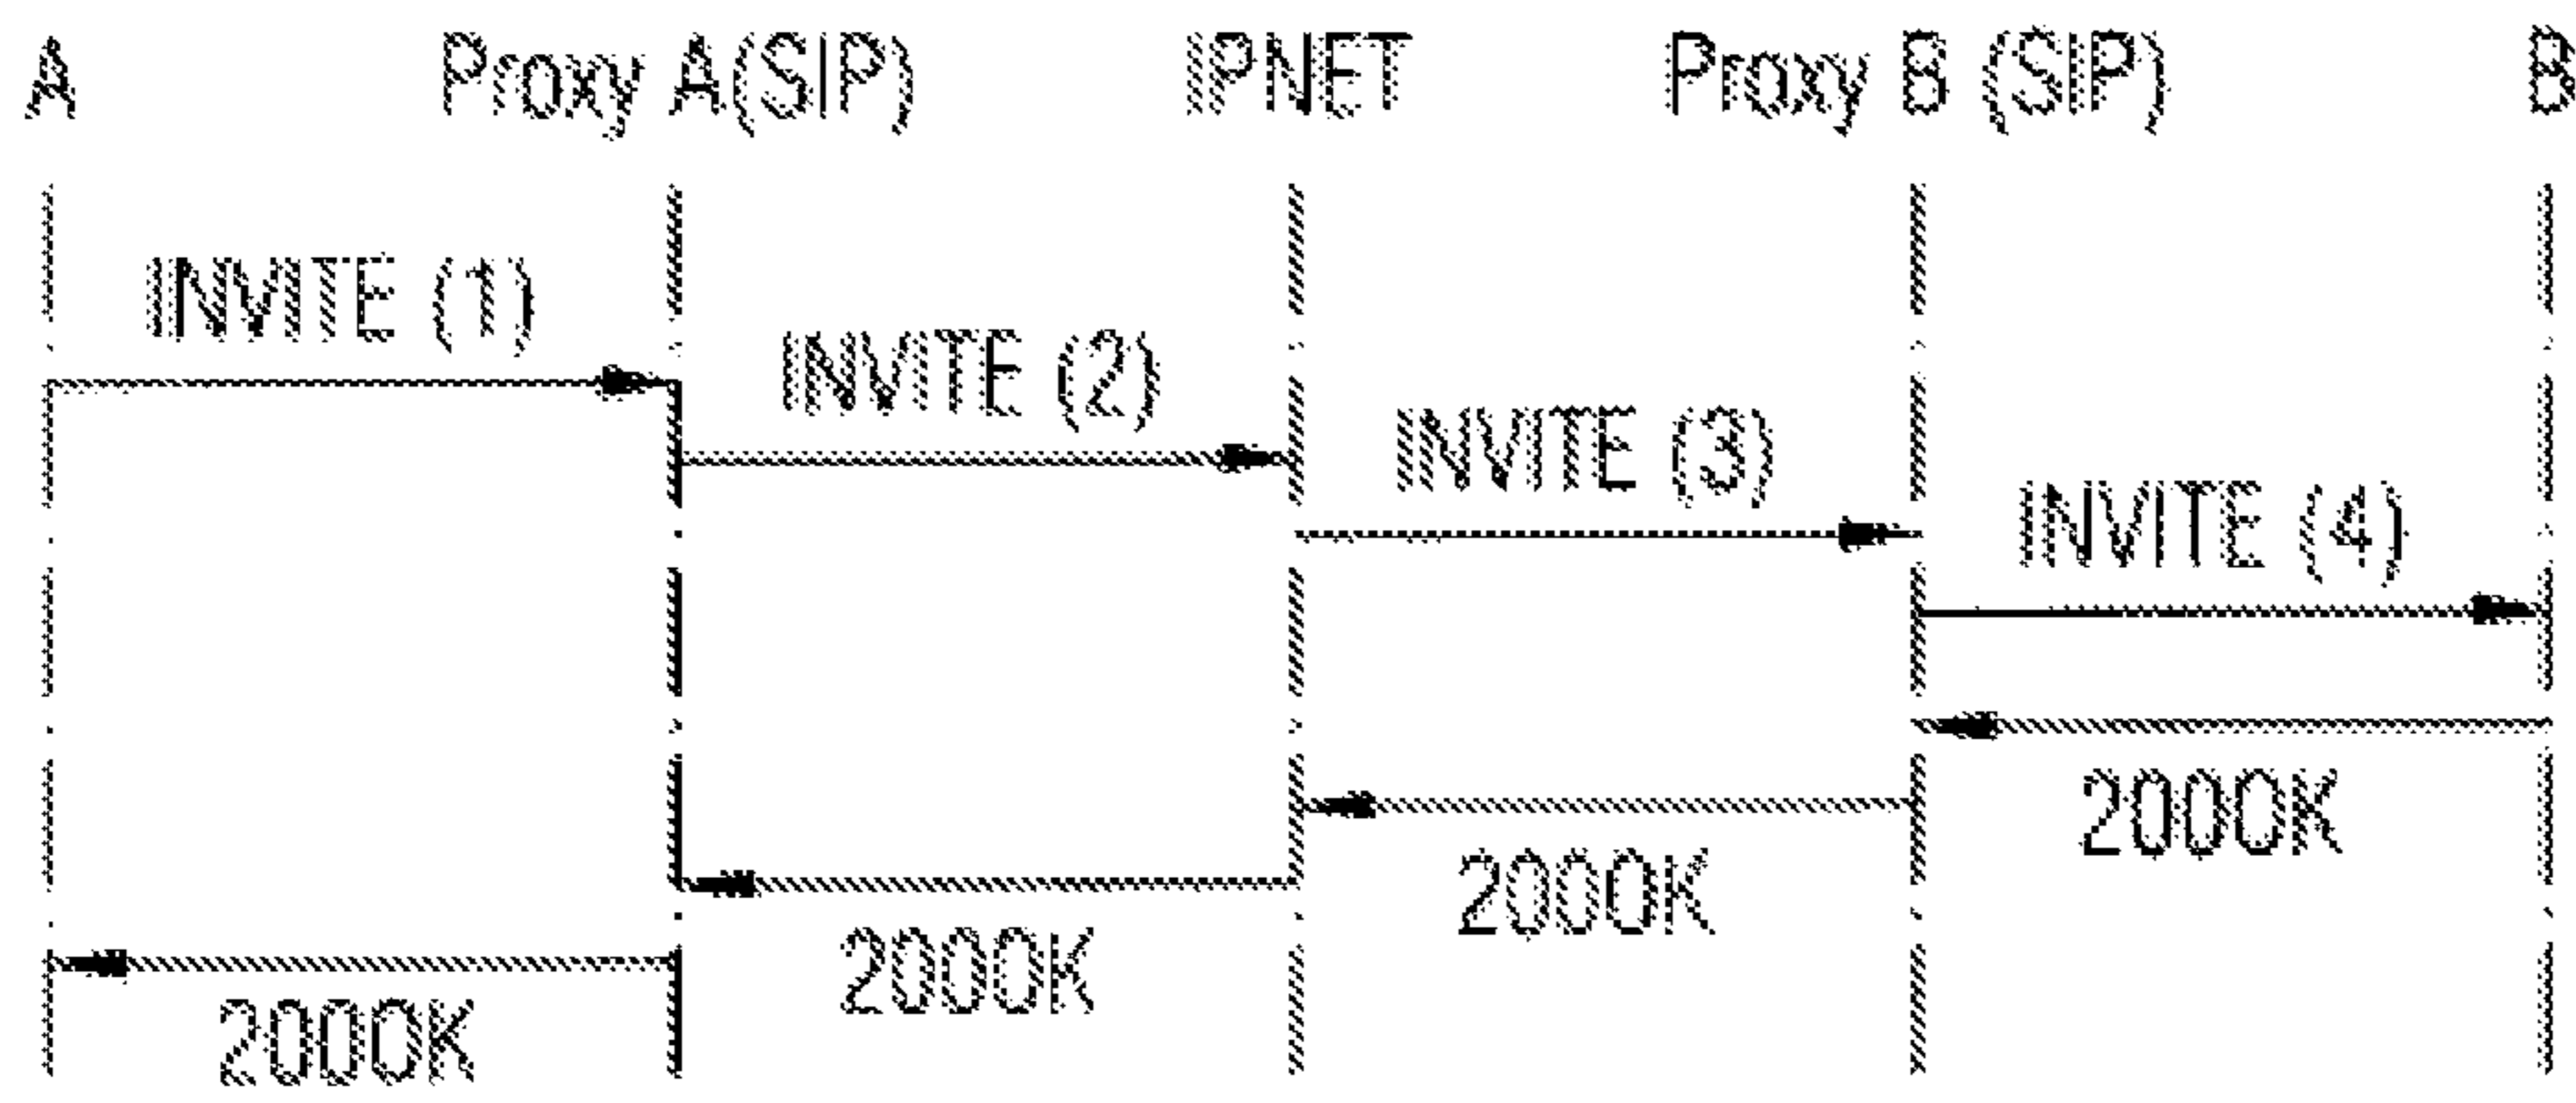 A Proxy A(SIP) IPNET Proxy B (SIP) B
INVITE (1)
INVITE (2)
INVITE (3)
INVITE (4)
200OK
200OK
200OK
200OK